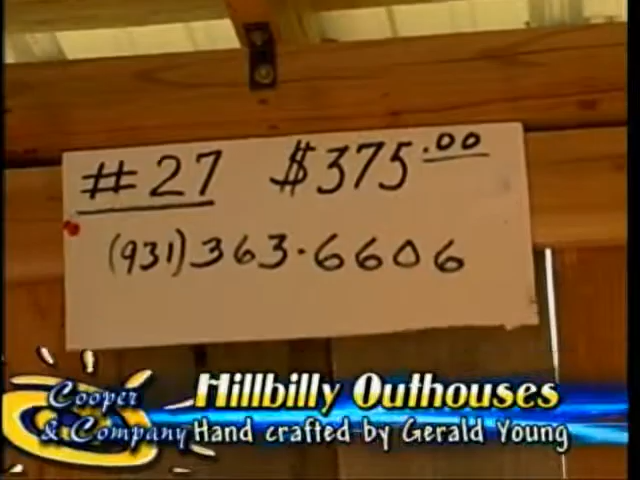 #27 $375.00
(931)363-6606
Hillbilly Outhouses
Cooper
& Company
Hand crafted by Gerald Young